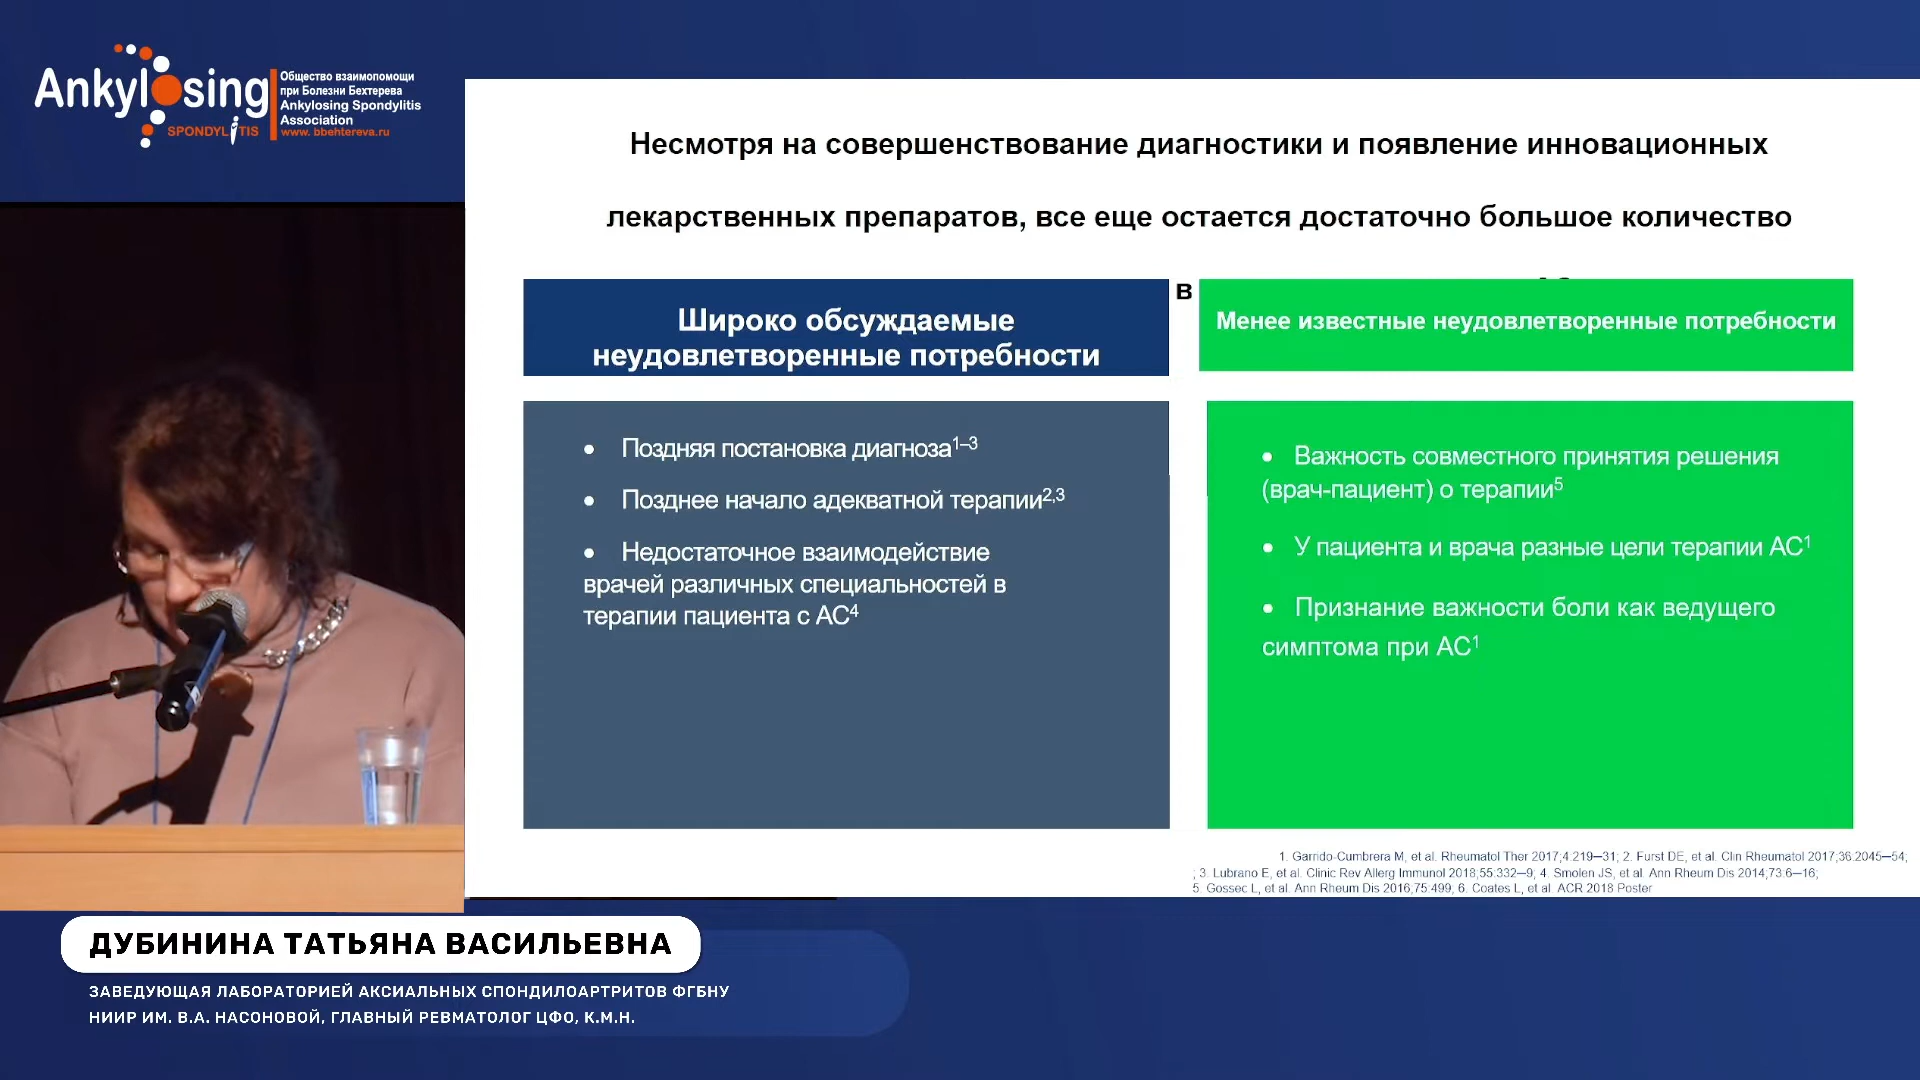 Ankylosing
SPONDYLITIS
Общество взаимопомощи
при Болезни Бехтерева
Ankylosing Spondylitis
Association
www. bbehtereva.ru
Несмотря на совершенствование диагностики и появление инновационных
лекарственных препаратов, все еще остается достаточно большое количество
в
Широко обсуждаемые
неудовлетворенные потребности
• Поздняя постановка диагноза1–3
• Позднее начало адекватной терапии2,3
• Недостаточное взаимодействие
врачей различных специальностей в
терапии пациента с АС4
Менее известные неудовлетворенные потребности
• Важность совместного принятия решения
(врач-пациент) о терапии5
• У пациента и врача разные цели терапии АС1
• Признание важности боли как ведущего
симптома при АС1
1. Garrido-Cumbrera M, et al. Rheumatol Ther 2017;4:219—31; 2. Furst DE, et al. Clin Rheumatol 2017;36:2045—54;
; 3. Lubrano E, et al. Clinic Rev Allerg Immunol 2018;55:332—9; 4. Smolen JS, et al. Ann Rheum Dis 2014;73:6—16;
5. Gossec L, et al. Ann Rheum Dis 2016;75:499; 6. Coates L, et al. ACR 2018 Poster
ДУБИНИНА ТАТЬЯНА ВАСИЛЬЕВНА
ЗАВЕДУЮЩАЯ ЛАБОРАТОРИЕЙ АКСИАЛЬНЫХ СПОНДИЛОАРТРИТОВ ФГБНУ
НИИР ИМ. В.А. НАСОНОВОЙ, ГЛАВНЫЙ РЕВМАТОЛОГ ЦФО, К.М.Н.